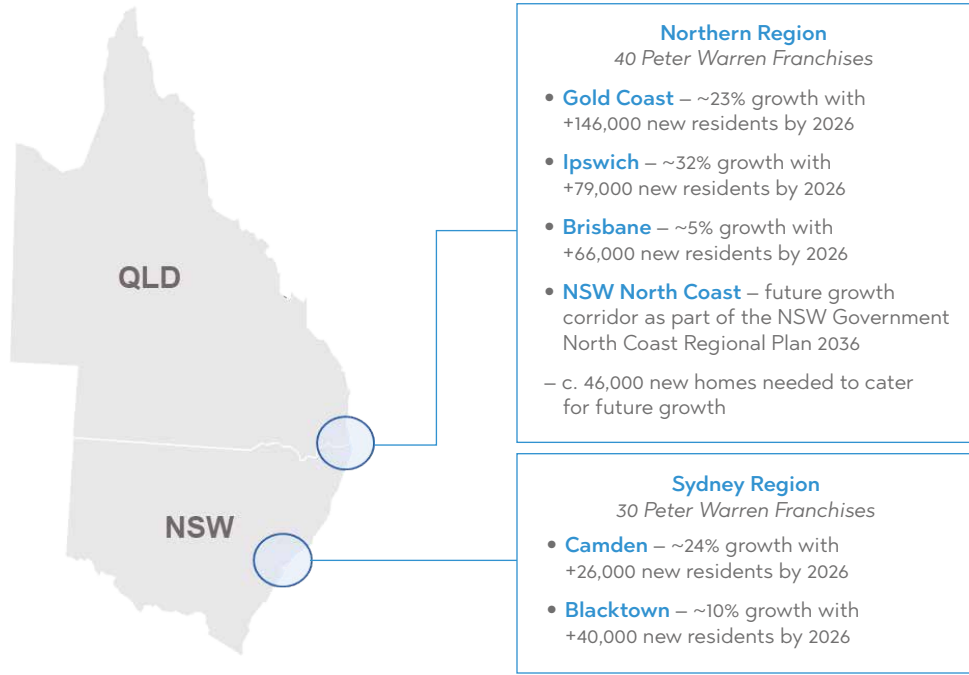 Northern Region
40 Peter Warren Franchises
• Gold Coast – ~23% growth with
+146,000 new residents by 2026
• Ipswich – ~32% growth with
+79,000 new residents by 2026
• Brisbane – ~5% growth with
+66,000 new residents by 2026
• NSW North Coast – future growth
corridor as part of the NSW Government
North Coast Regional Plan 2036
– c. 46,000 new homes needed to cater
for future growth
QLD
NSW
Sydney Region
30 Peter Warren Franchises
• Camden – ~24% growth with
+26,000 new residents by 2026
• Blacktown – ~10% growth with
+40,000 new residents by 2026